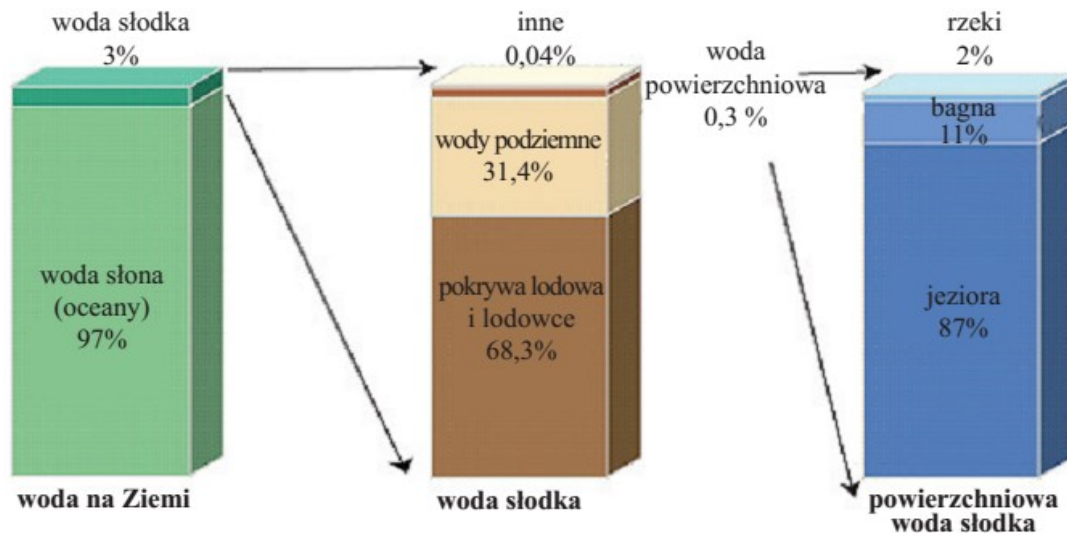 woda słodka
3%
woda słona
(oceany)
97%
woda na Ziemi
inne
0,04%
wody podziemne
31,4%
pokrywa lodowa
i lodowce
68,3%
woda słodka
woda
powierzchniowa
0,3 %
rzeki
2%
bagna
11%
jeziora
87%
powierzchniowa
woda słodka